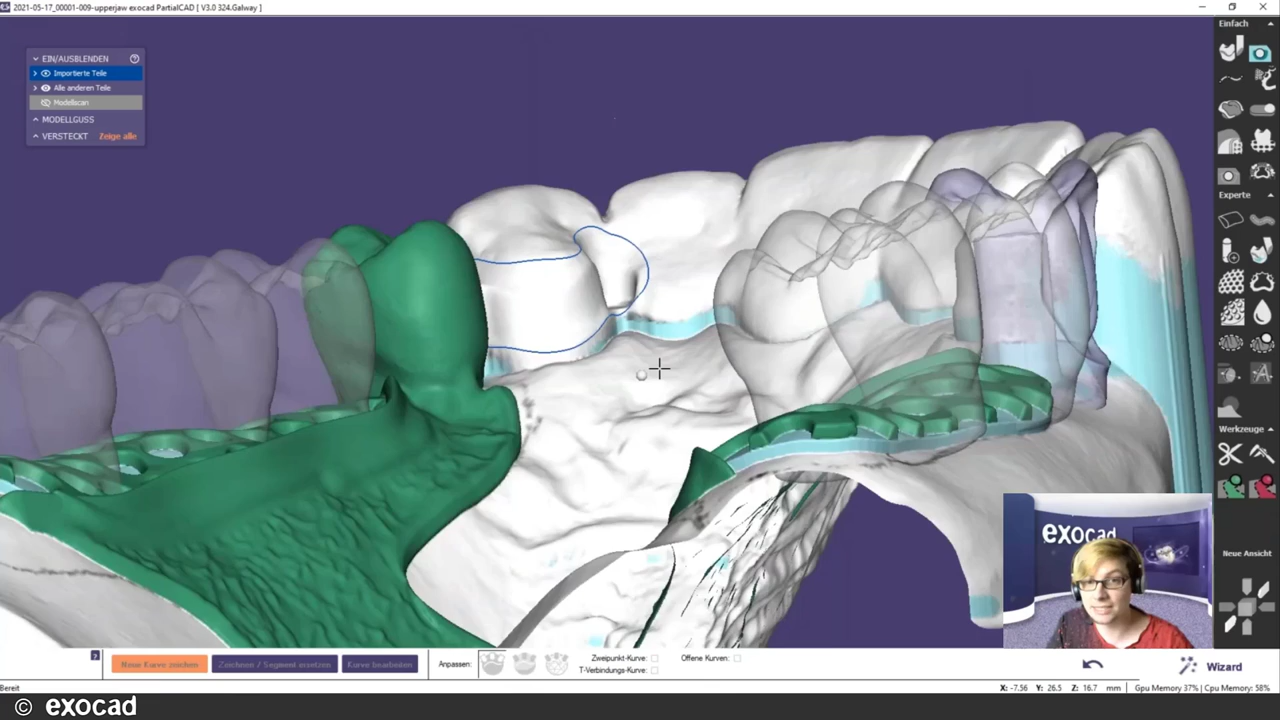 2021-05-17_00001-009-upperjaw exocad PartialCAD [ V3.0 324.Galway ]
Einfach
EIN/AUSBLENDEN
Importierte Teile
Alle anderen Teile
Modellscan
MODELLGUSS
VERSTECKT Zeige alle
Experte
Werkzeuge
Neue Ansicht
exocad
Neue Kurve zeichnen
Zeichnen / Segment ersetzen
Kurve bearbeiten
Anpassen:
Zweipunkt-Kurve:
T-Verbindungs-Kurve:
Offene Kurven:
Wizard
Bereit
X: -7.56 Y: 26.5 Z: 16.7 mm
Gpu Memory 37% | Cpu Memory: 58%
© exocad